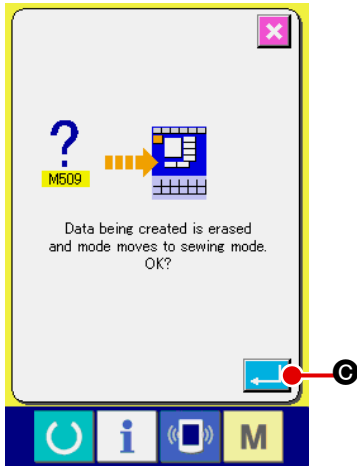 ?
M509
Data being created is erased
and mode moves to sewing mode.
OK?
C
i
M